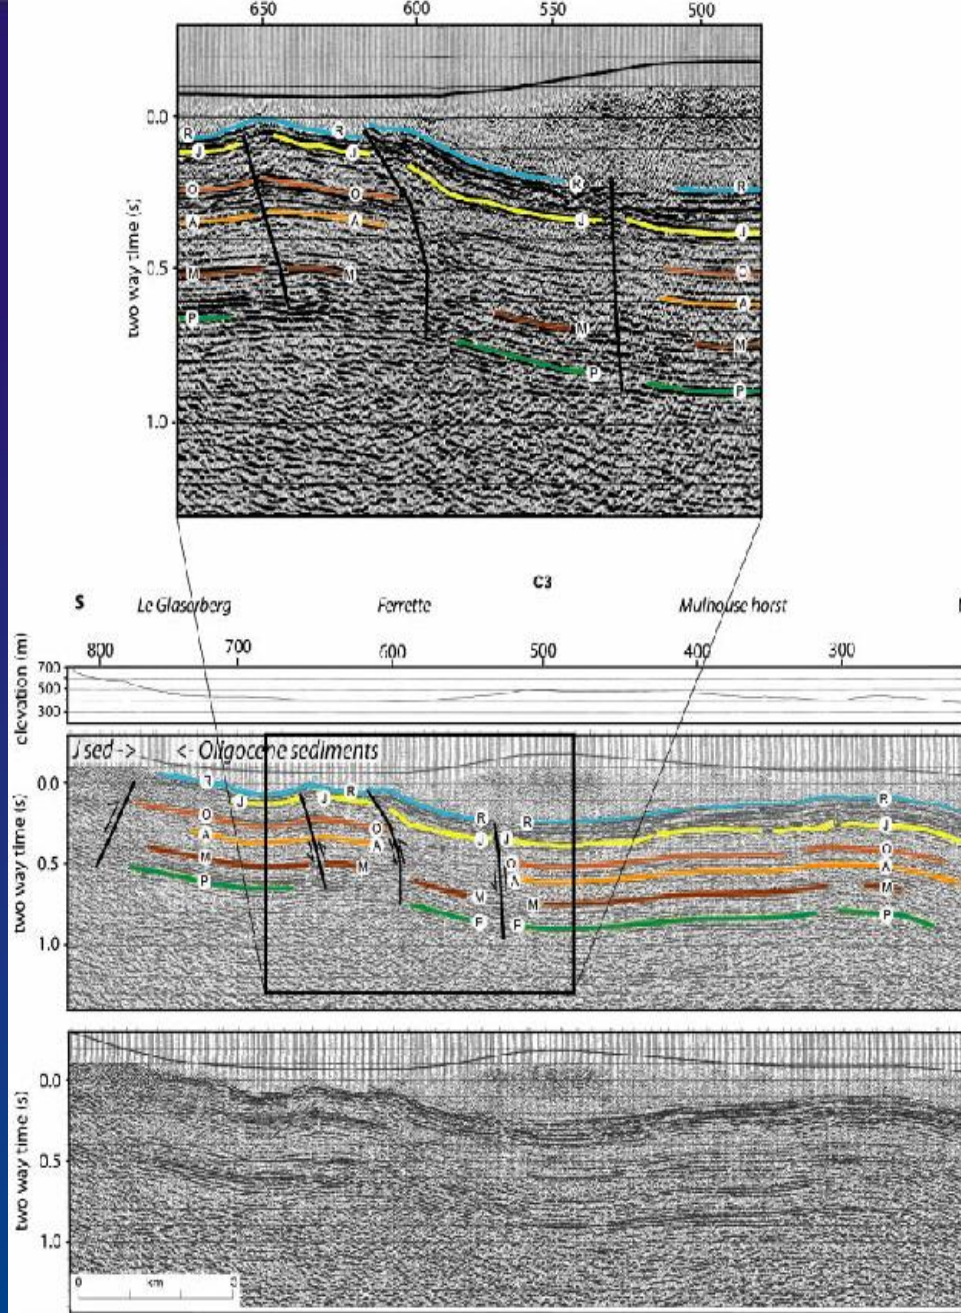 650 600 550 500
two way time (s)
0.0
0.5
1.0
R R R R
J J J J
O O O
A A A
M M M M
P P P
C3
S Le Glaserberg Ferrette Mulhouse horst
800 700 600 500 400 300
elevation (m)
700
500
300
J sed -> <- Oligocene sediments
two way time (s)
0.0
0.5
1.0
R R R R
J J J J J
O O O O
A A A
M M M M M
P P
two way time (s)
0.0
0.5
1.0
0 km